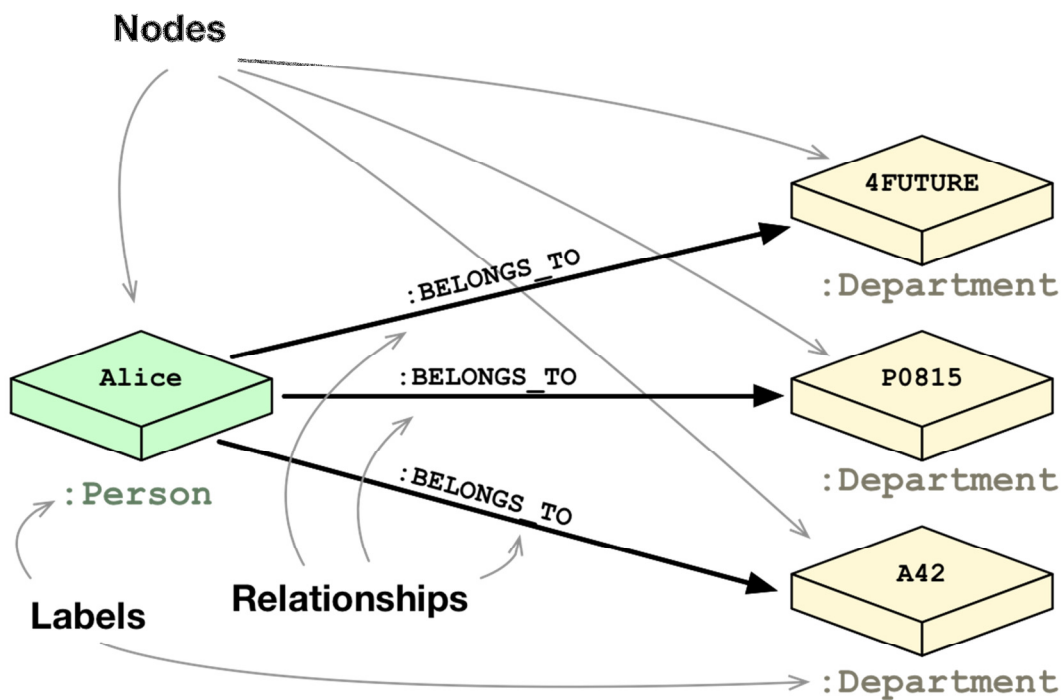 Nodes
4FUTURE
:BELONGS_TO
:Department
Alice
:BELONGS_TO
P0815
:Person
:BELONGS_TO
:Department
A42
Relationships
Labels
:Department